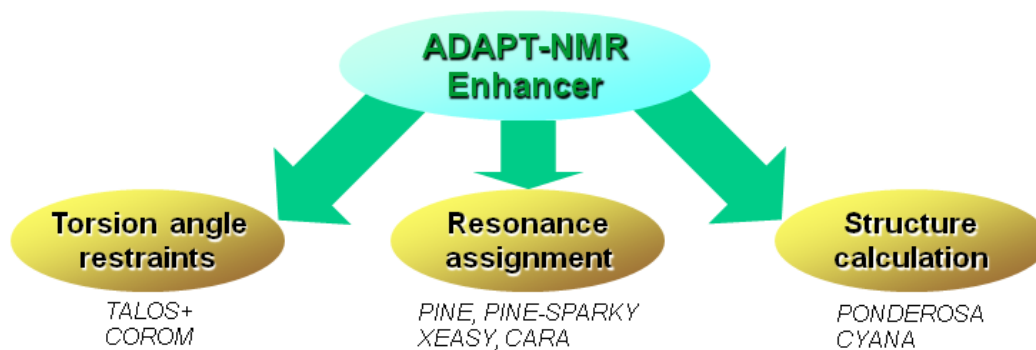 ADAPT-NMR
Enhancer
Torsion angle
restraints
Resonance
assignment
Structure
calculation
TALOS+
COROM
PINE, PINE-SPARKY
XEASY, CARA
PONDEROSA
CYANA